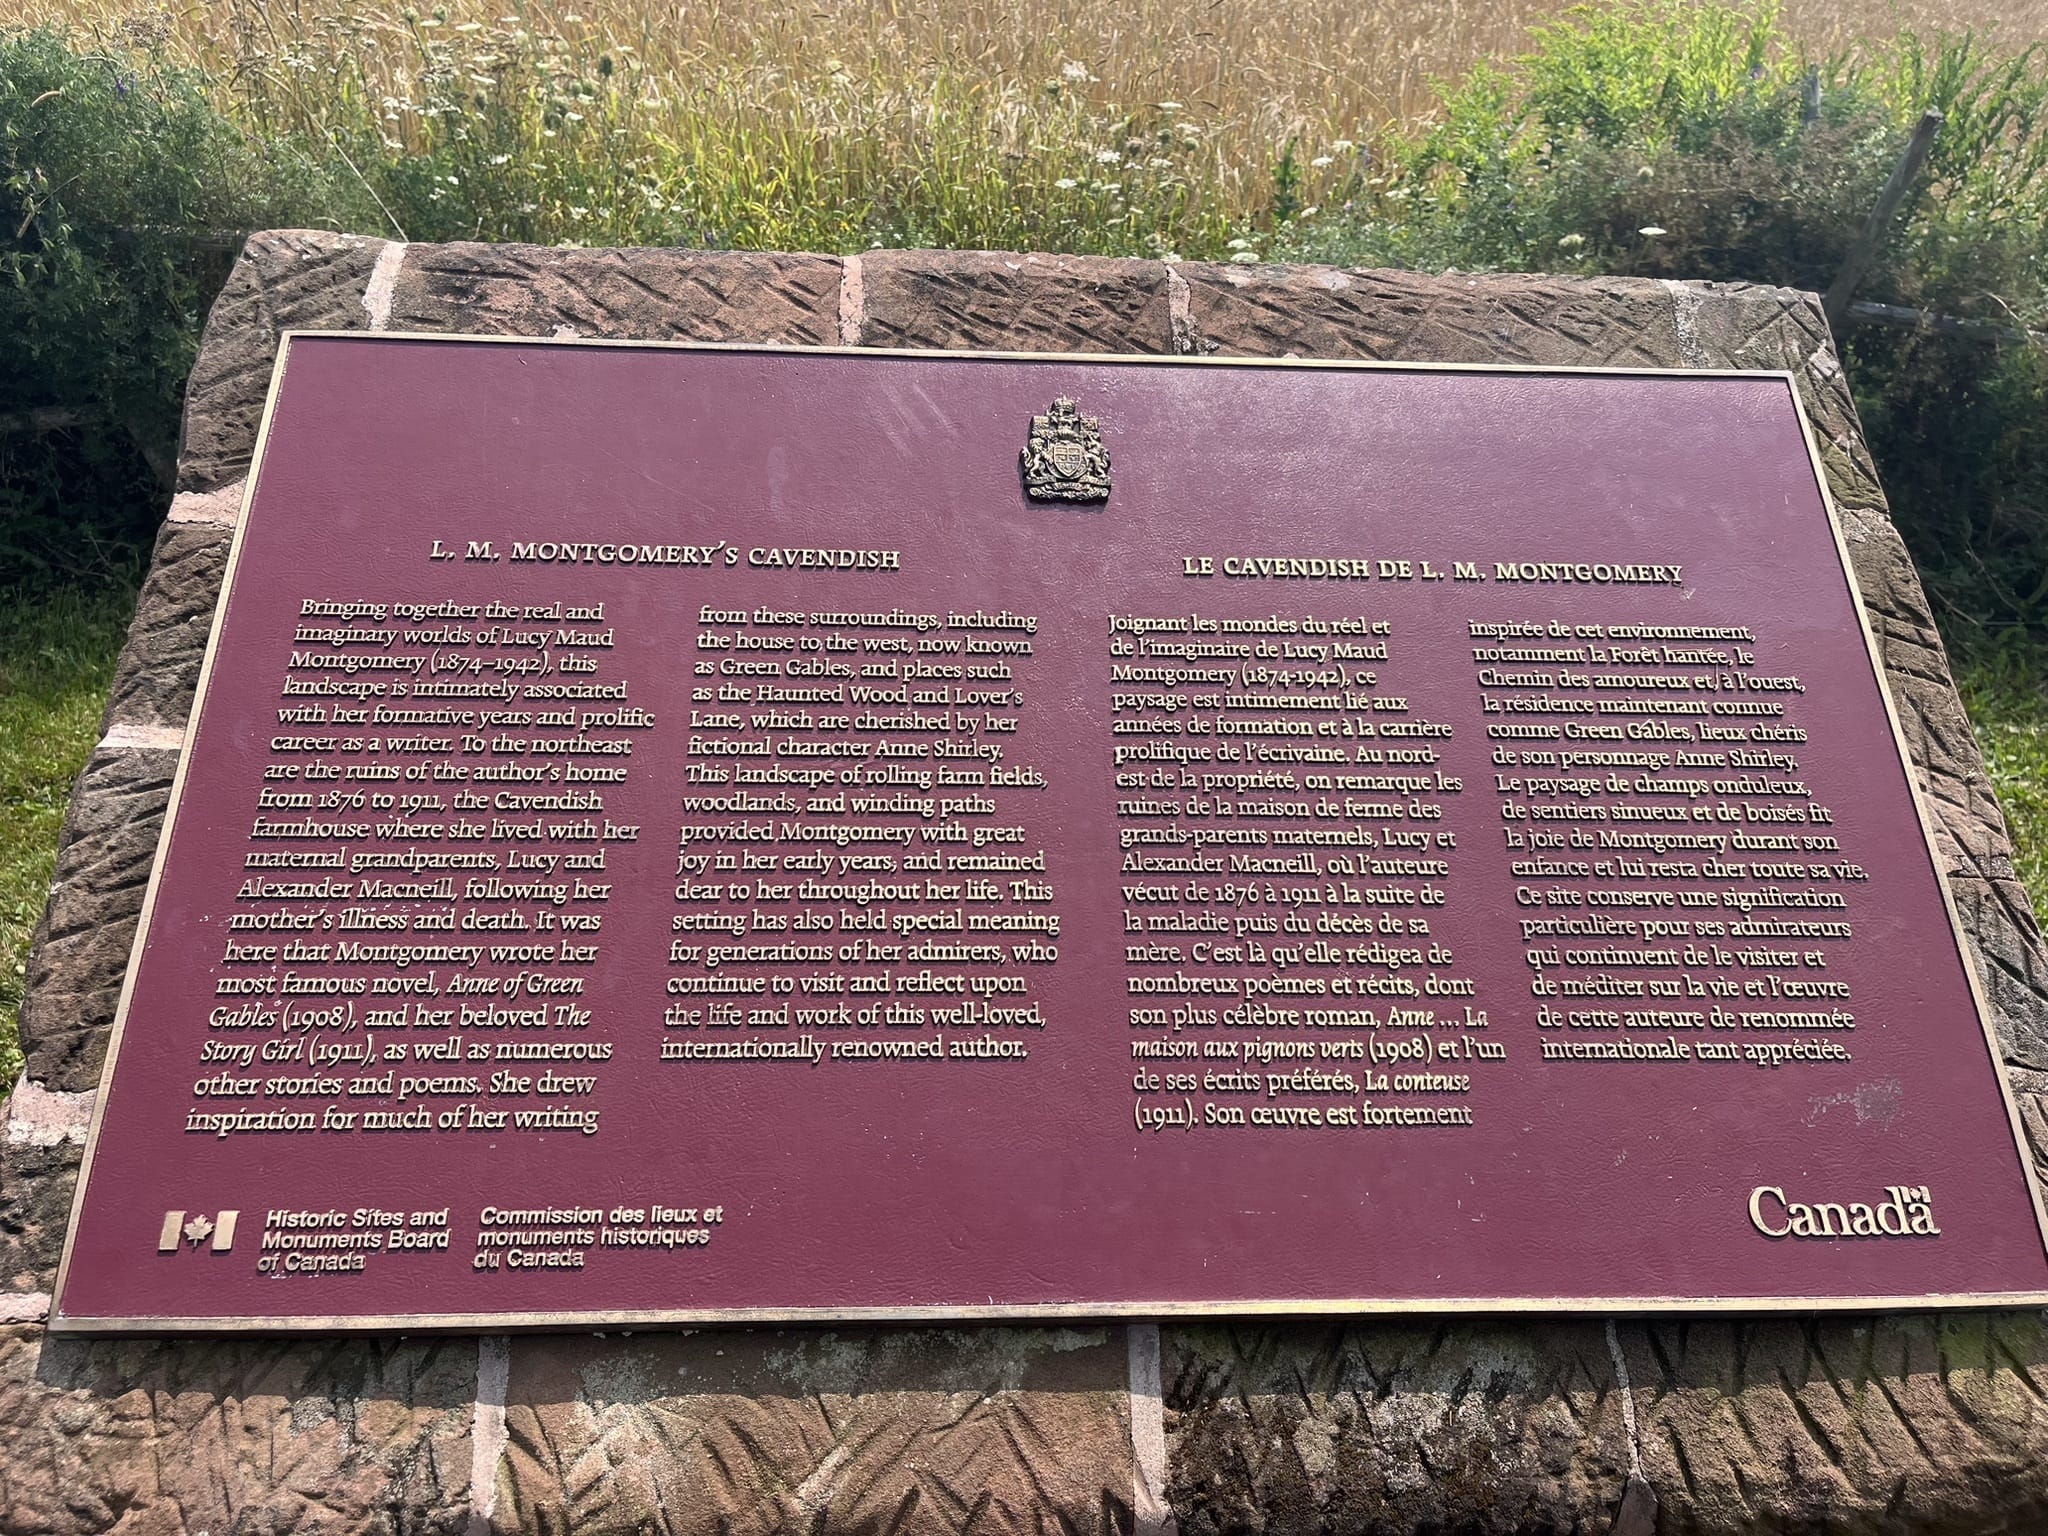 L. M. MONTGOMERY'S CAVENDISH
Bringing together the real and
imaginary worlds of Lucy Maud
Montgomery (1874–1942), this
landscape is intimately associated
with her formative years and prolific
career as a writer. To the northeast
are the ruins of the author's home
from 1876 to 1911, the Cavendish
farmhouse where she lived with her
maternal grandparents, Lucy and
Alexander Macneill, following her
mother's illness and death. It was
here that Montgomery wrote her
most famous novel, Anne of Green
Gables (1908), and her beloved The
Story Girl (1911), as well as numerous
other stories and poems. She drew
inspiration for much of her writing
from these surroundings, including
the house to the west, now known
as Green Gables, and places such
as the Haunted Wood and Lover's
Lane, which are cherished by her
fictional character Anne Shirley.
This landscape of rolling farm fields,
woodlands, and winding paths
provided Montgomery with great
joy in her early years, and remained
dear to her throughout her life. This
setting has also held special meaning
for generations of her admirers, who
continue to visit and reflect upon
the life and work of this well-loved,
internationally renowned author.
LE CAVENDISH DE L. M. MONTGOMERY
Joignant les mondes du réel et
de l'imaginaire de Lucy Maud
Montgomery (1874-1942), ce
paysage est intimement lié aux
années de formation et à la carrière
prolifique de l'écrivaine. Au nord-
est de la propriété, on remarque les
ruines de la maison de ferme des
grands-parents maternels, Lucy et
Alexander Macneill, où l'auteure
vécut de 1876 à 1911 à la suite de
la maladie puis du décès de sa
mère. C'est là qu'elle rédigea de
nombreux poèmes et récits, dont
son plus célèbre roman, Anne ... La
maison aux pignons verts (1908) et l'un
de ses écrits préférés, La conteuse
(1911). Son œuvre est fortement
inspirée de cet environnement,
notamment la Forêt hantée, le
Chemin des amoureux et, à l'ouest,
la résidence maintenant connue
comme Green Gables, lieux chéris
de son personnage Anne Shirley.
Le paysage de champs onduleux,
de sentiers sinueux et de boisés fit
la joie de Montgomery durant son
enfance et lui resta cher toute sa vie.
Ce site conserve une signification
particulière pour ses admirateurs
qui continuent de le visiter et
de méditer sur la vie et l'œuvre
de cette auteure de renommée
internationale tant appréciée.
Historic Sites and
Monuments Board
of Canada
Commission des lieux et
monuments historiques
du Canada
Canada